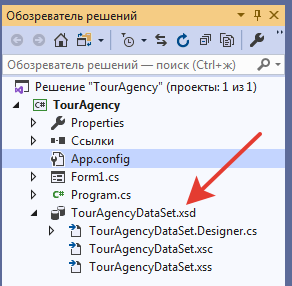 Обозреватель решений
Обозреватель решений — поиск (Ctrl+ж)
Решение "TourAgency" (проекты: 1 из 1)
C# TourAgency
Properties
Ссылки
App.config
Form1.cs
C# Program.cs
TourAgencyDataSet.xsd
TourAgencyDataSet.Designer.cs
TourAgencyDataSet.xsc
TourAgencyDataSet.xss